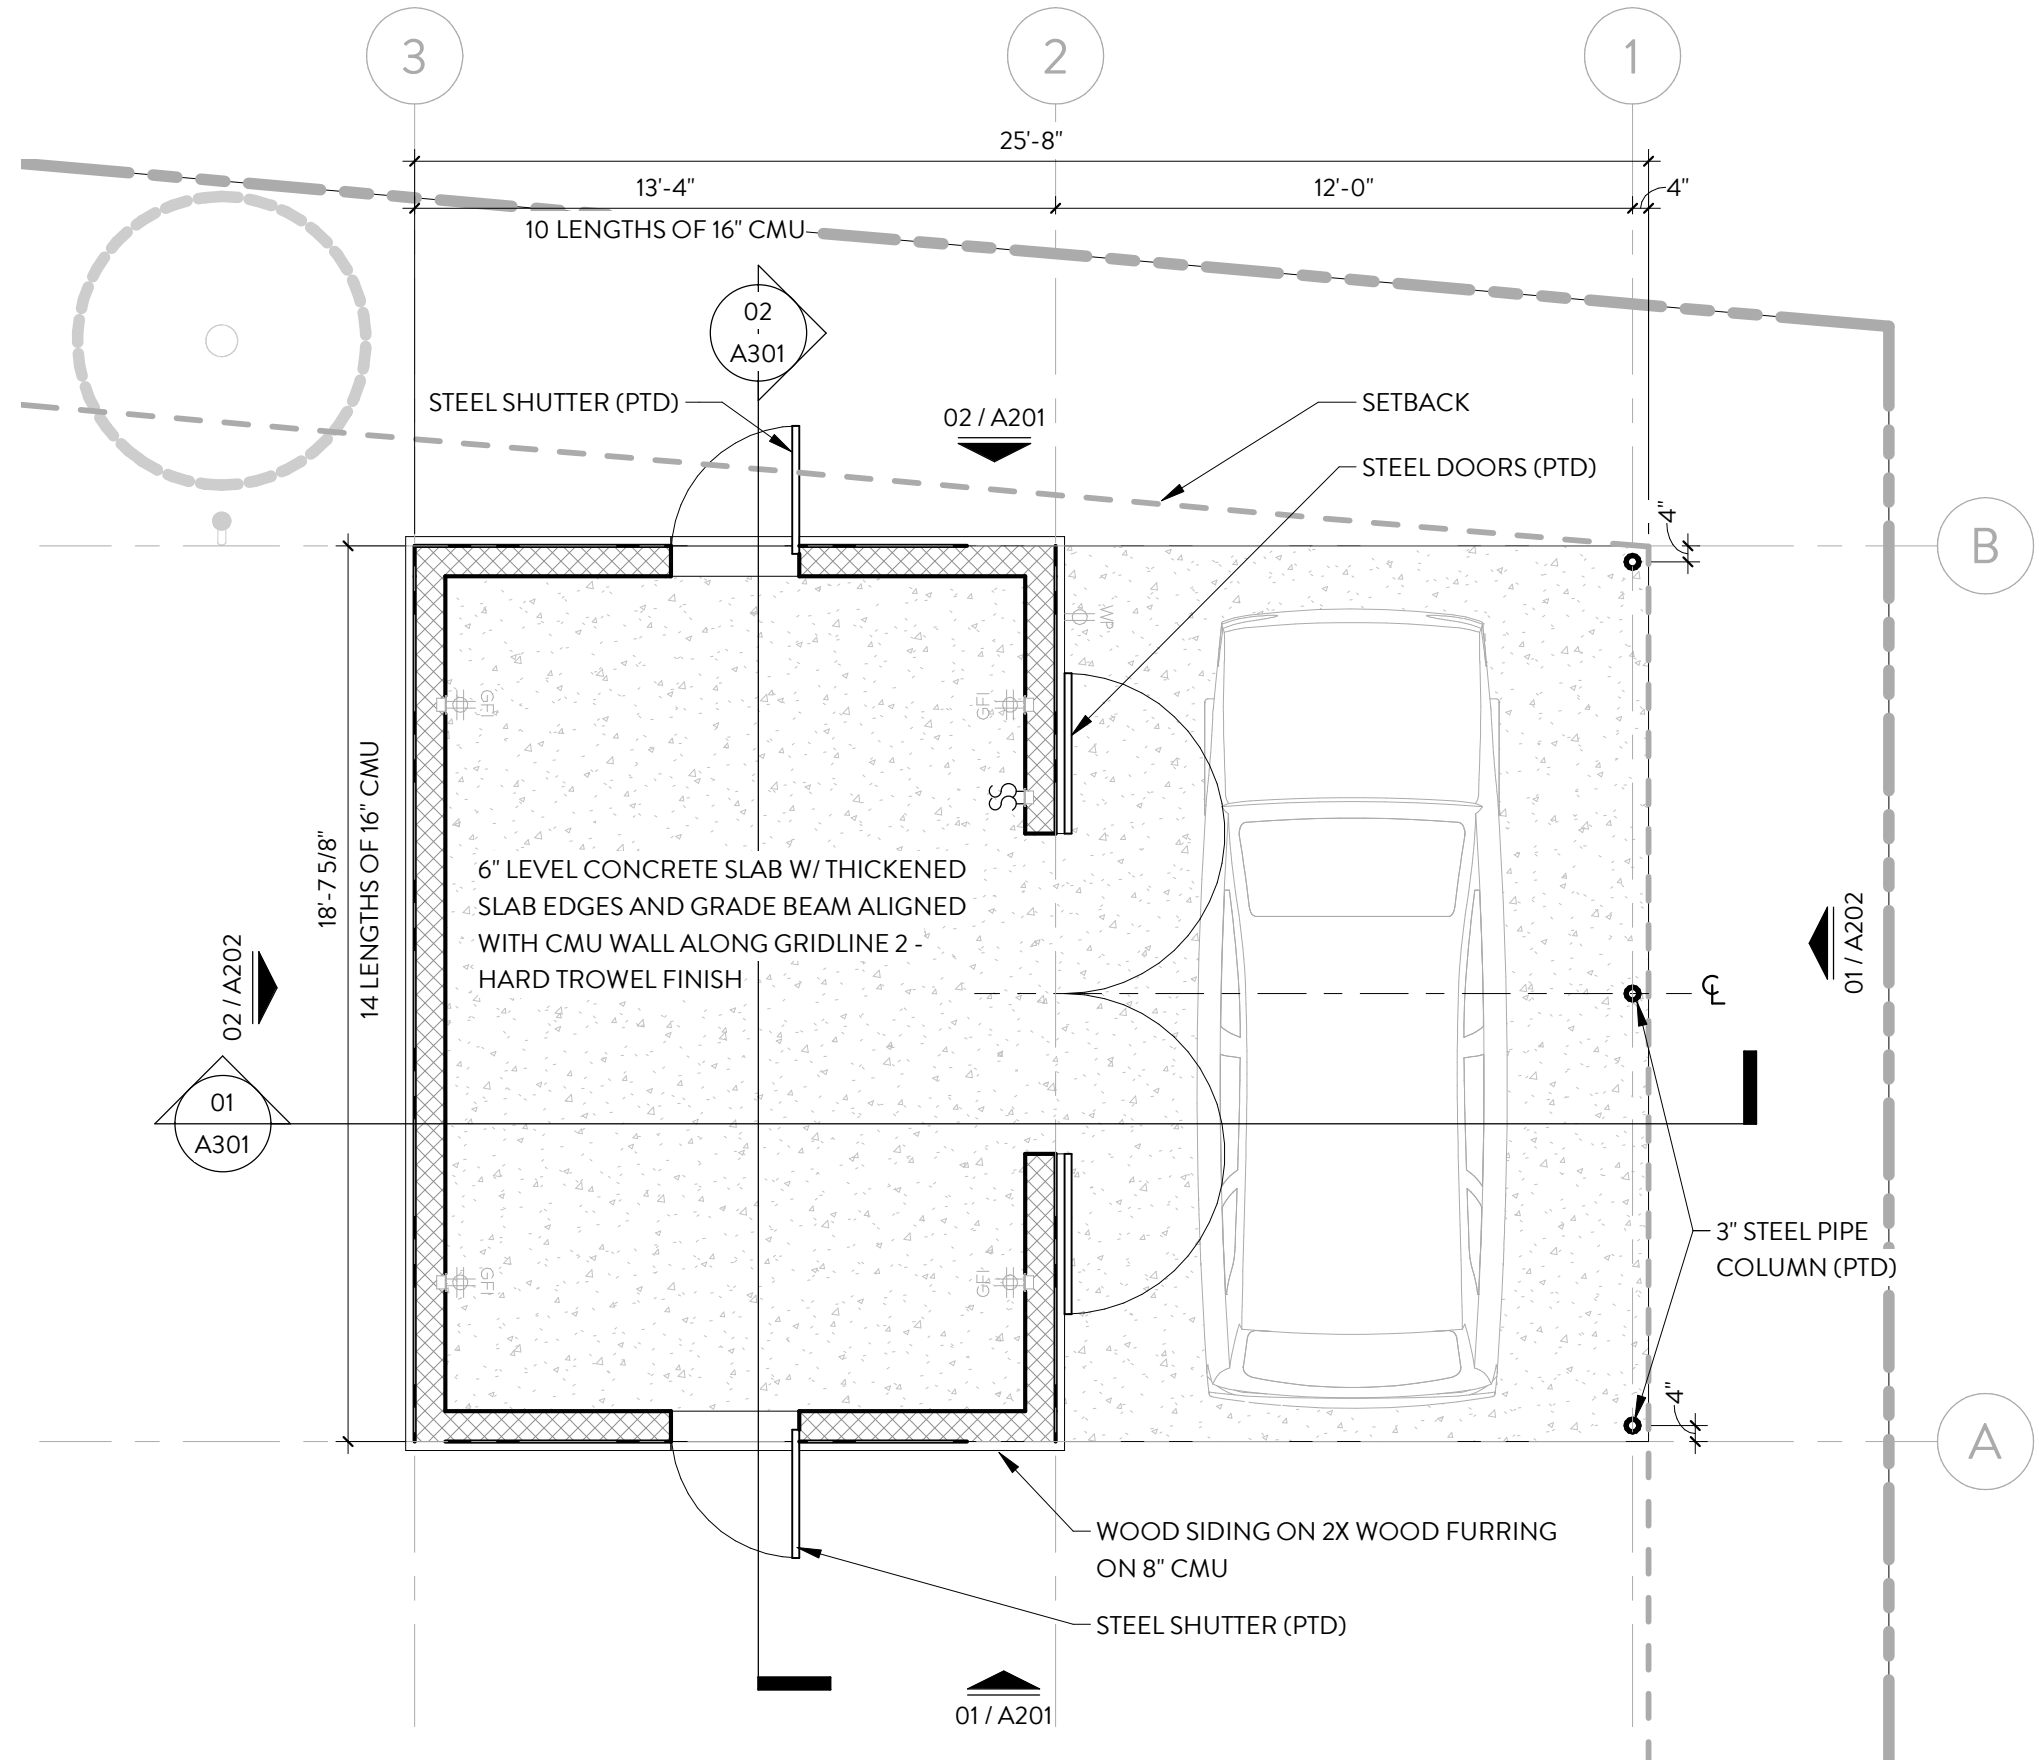 3
2
1
25'-8"
13'-4"
12'-0"
4"
10 LENGTHS OF 16" CMU
02
A301
STEEL SHUTTER (PTD)
02 / A201
SETBACK
STEEL DOORS (PTD)
4"
B
WP
GFI
GFI
SS
18'-7 5/8"
14 LENGTHS OF 16" CMU
6" LEVEL CONCRETE SLAB W/ THICKENED
SLAB EDGES AND GRADE BEAM ALIGNED
WITH CMU WALL ALONG GRIDLINE 2 -
HARD TROWEL FINISH
02 / A202
01 / A202
CL
01
A301
3" STEEL PIPE
COLUMN (PTD)
GFI
GFI
4"
A
WOOD SIDING ON 2X WOOD FURRING
ON 8" CMU
STEEL SHUTTER (PTD)
01 / A201